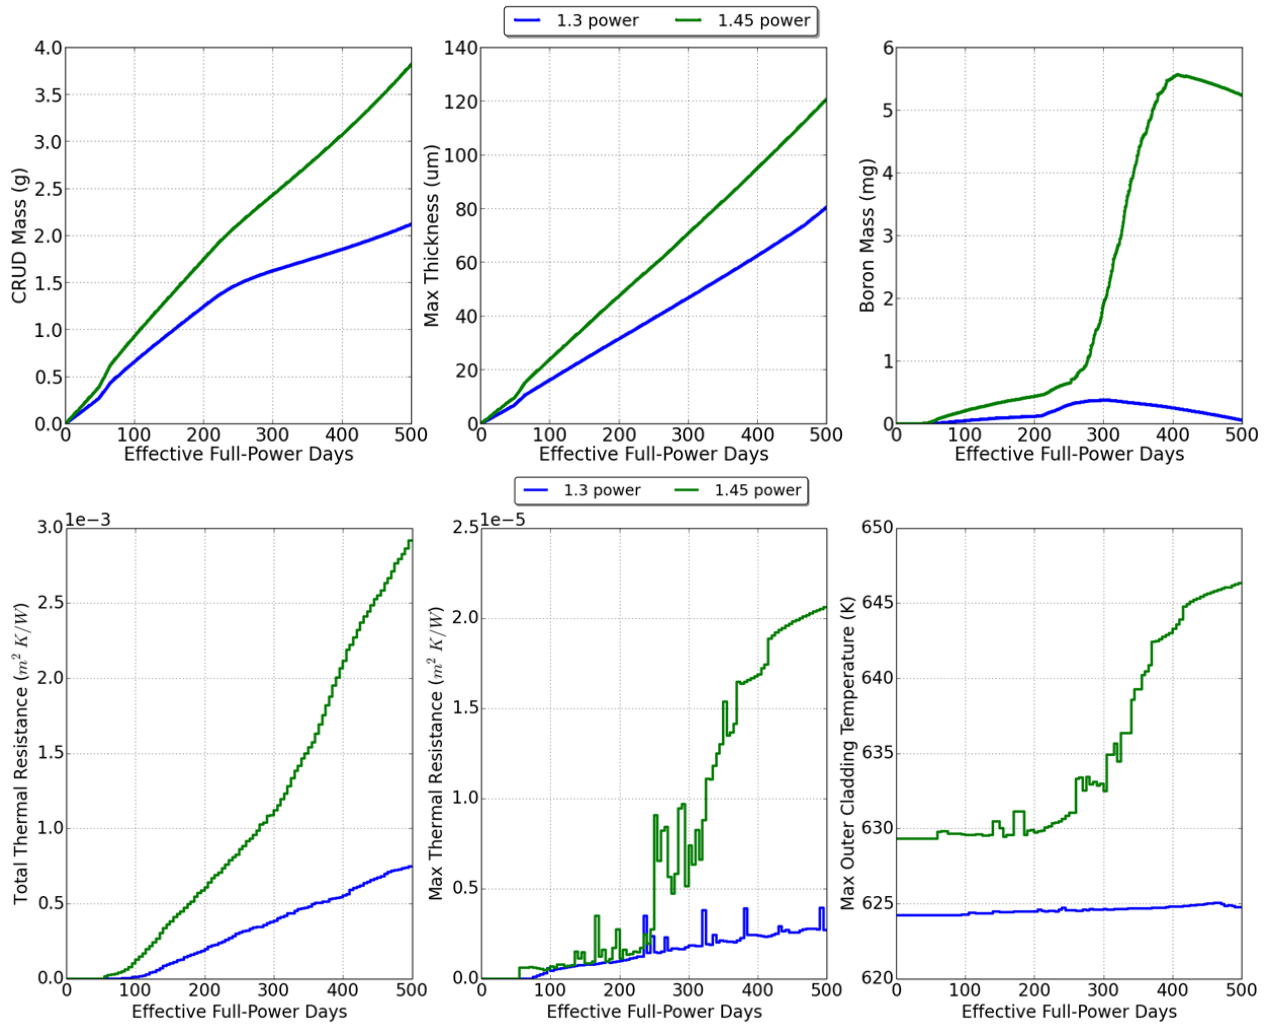 1.3 power 1.45 power
CRUD Mass (g)
4.0
3.5
3.0
2.5
2.0
1.5
1.0
0.5
0.0
0 100 200 300 400 500
Effective Full-Power Days
Max Thickness (um)
140
120
100
80
60
40
20
0
0 100 200 300 400 500
Effective Full-Power Days
Boron Mass (mg)
6
5
4
3
2
1
0
0 100 200 300 400 500
Effective Full-Power Days
1.3 power 1.45 power
Total Thermal Resistance (m² K/W)
1e−3
3.0
2.5
2.0
1.5
1.0
0.5
0.0
0 100 200 300 400 500
Effective Full-Power Days
Max Thermal Resistance (m² K/W)
1e−5
2.5
2.0
1.5
1.0
0.5
0.0
0 100 200 300 400 500
Effective Full-Power Days
Max Outer Cladding Temperature (K)
650
645
640
635
630
625
620
0 100 200 300 400 500
Effective Full-Power Days